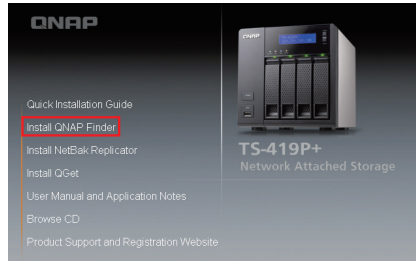 QNAP
Quick Installation Guide
Install QNAP Finder
Install NetBak Replicator
Install QGet
User Manual and Application Notes
Browse CD
Product Support and Registration Website
TS-419P+
Network Attached Storage